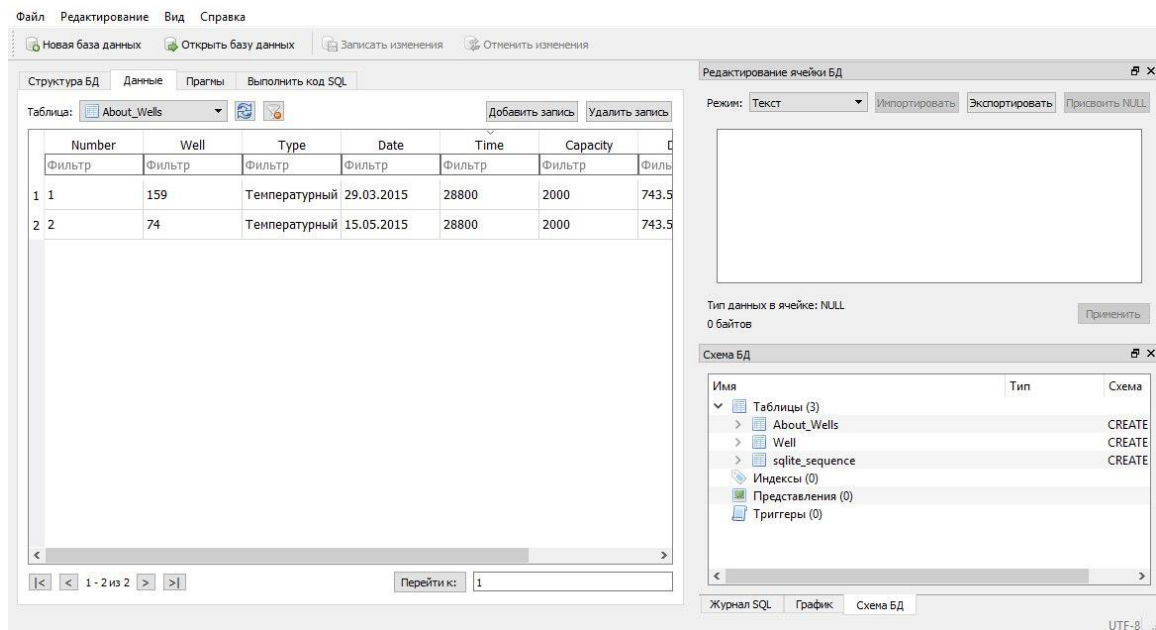 Файл Редактирование Вид Справка
Новая база данных Открыть базу данных Записать изменения Отменить изменения
Структура БД Данные Прагмы Выполнить код SQL
Таблица: About_Wells Добавить запись Удалить запись
Number Well Type Date Time Capacity D
Фильтр Фильтр Фильтр Фильтр Фильтр Фильтр Филь
1 1 159 Температурный 29.03.2015 28800 2000 743.5
2 2 74 Температурный 15.05.2015 28800 2000 743.5
|< < 1 - 2 из 2 > >| Перейти к: 1
Редактирование ячейки БД
Режим: Текст Импортировать Экспортировать Присвоить NULL
Тип данных в ячейке: NULL
0 байтов
Применить
Схема БД
Имя Тип Схема
Таблицы (3)
About_Wells CREATE
Well CREATE
sqlite_sequence CREATE
Индексы (0)
Представления (0)
Триггеры (0)
Журнал SQL График Схема БД
UTF-8